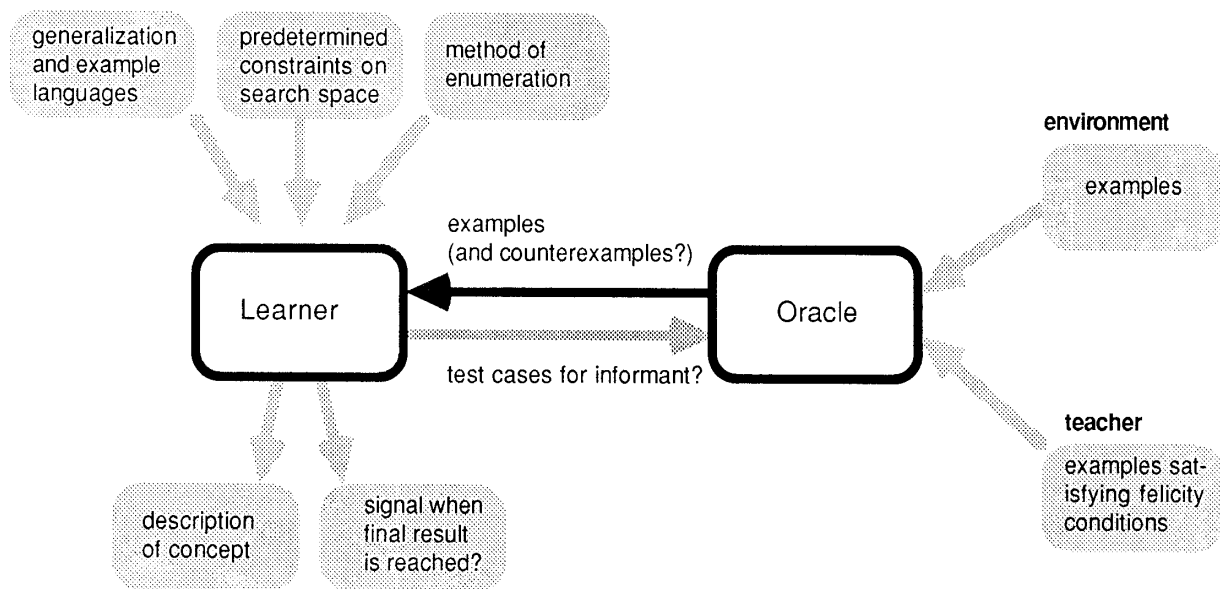 generalization
and example
languages
predetermined
constraints on
search space
method of
enumeration
environment
examples
examples
(and counterexamples?)
Learner
Oracle
test cases for informant?
teacher
examples sat-
isfying felicity
conditions
description
of concept
signal when
final result
is reached?